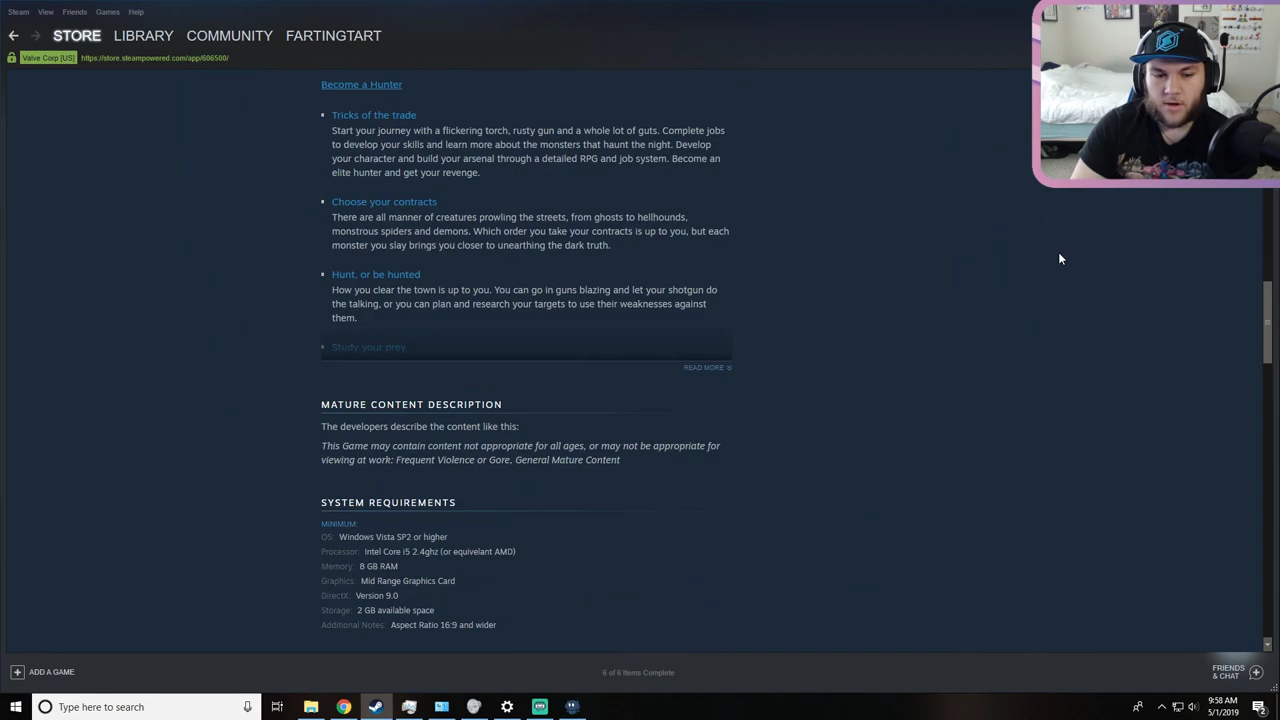 Steam View Friends Games Help
STORE LIBRARY COMMUNITY FARTINGTART
Valve Corp [US] https://store.steampowered.com/app/606500/
Become a Hunter
Tricks of the trade
Start your journey with a flickering torch, rusty gun and a whole lot of guts. Complete jobs
to develop your skills and learn more about the monsters that haunt the night. Develop
your character and build your arsenal through a detailed RPG and job system. Become an
elite hunter and get your revenge.
Choose your contracts
There are all manner of creatures prowling the streets, from ghosts to hellhounds,
monstrous spiders and demons. Which order you take your contracts is up to you, but each
monster you slay brings you closer to unearthing the dark truth.
Hunt, or be hunted
How you clear the town is up to you. You can go in guns blazing and let your shotgun do
the talking, or you can plan and research your targets to use their weaknesses against
them.
Study your prey
READ MORE
MATURE CONTENT DESCRIPTION
The developers describe the content like this:
This Game may contain content not appropriate for all ages, or may not be appropriate for
viewing at work: Frequent Violence or Gore, General Mature Content
SYSTEM REQUIREMENTS
MINIMUM:
OS: Windows Vista SP2 or higher
Processor: Intel Core i5 2.4ghz (or equivelant AMD)
Memory: 8 GB RAM
Graphics: Mid Range Graphics Card
DirectX: Version 9.0
Storage: 2 GB available space
Additional Notes: Aspect Ratio 16:9 and wider
ADD A GAME
6 of 6 Items Complete
FRIENDS
& CHAT
Type here to search
9:58 AM
5/1/2019
2